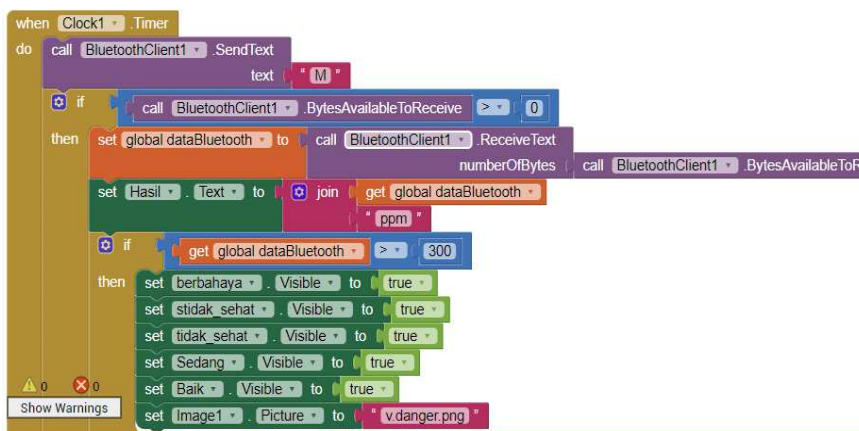 when Clock1 .Timer
do call BluetoothClient1 .SendText
text " M "
if call BluetoothClient1 .BytesAvailableToReceive > 0
then set global dataBluetooth to call BluetoothClient1 .ReceiveText
numberOfBytes call BluetoothClient1 .BytesAvailableToR
set Hasil . Text to join get global dataBluetooth
" ppm "
if get global dataBluetooth > 300
then set berbahaya . Visible to true
set stidak_sehat . Visible to true
set tidak_sehat . Visible to true
set Sedang . Visible to true
0 0 set Baik . Visible to true
Show Warnings set Image1 . Picture to " v.danger.png "